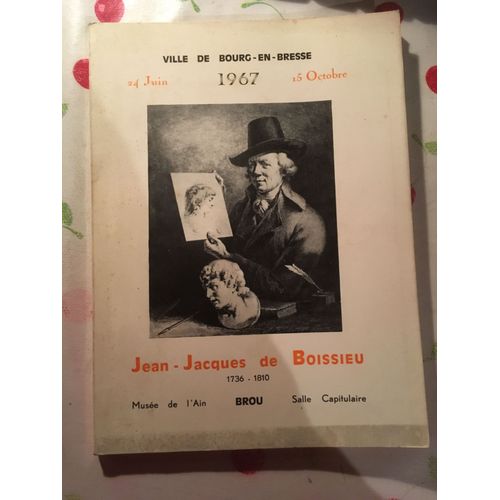 VILLE DE BOURG-EN-BRESSE
24 Juin 1967 15 Octobre
Jean-Jacques de BOISSIEU
1736 - 1810
Musée de l'Ain BROU Salle Capitulaire